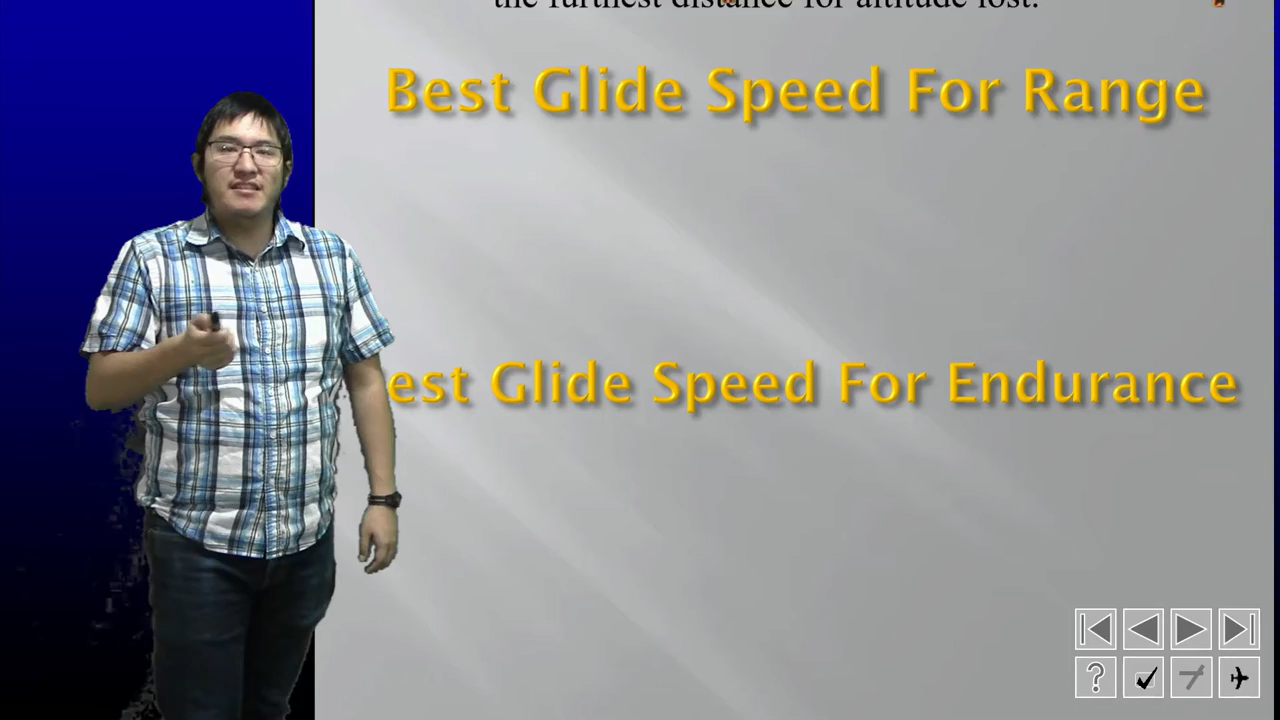 the furthest distance for altitude lost.
Best Glide Speed For Range
est Glide Speed For Endurance
?